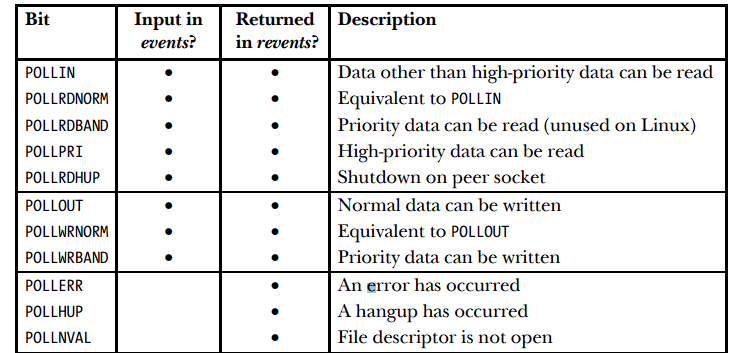 Bit Input in events? Returned in revents? Description
POLLIN • • Data other than high-priority data can be read
POLLRDNORM • • Equivalent to POLLIN
POLLRDBAND • • Priority data can be read (unused on Linux)
POLLPRI • • High-priority data can be read
POLLRDHUP • • Shutdown on peer socket
POLLOUT • • Normal data can be written
POLLWRNORM • • Equivalent to POLLOUT
POLLWRBAND • • Priority data can be written
POLLERR • An error has occurred
POLLHUP • A hangup has occurred
POLLNVAL • File descriptor is not open